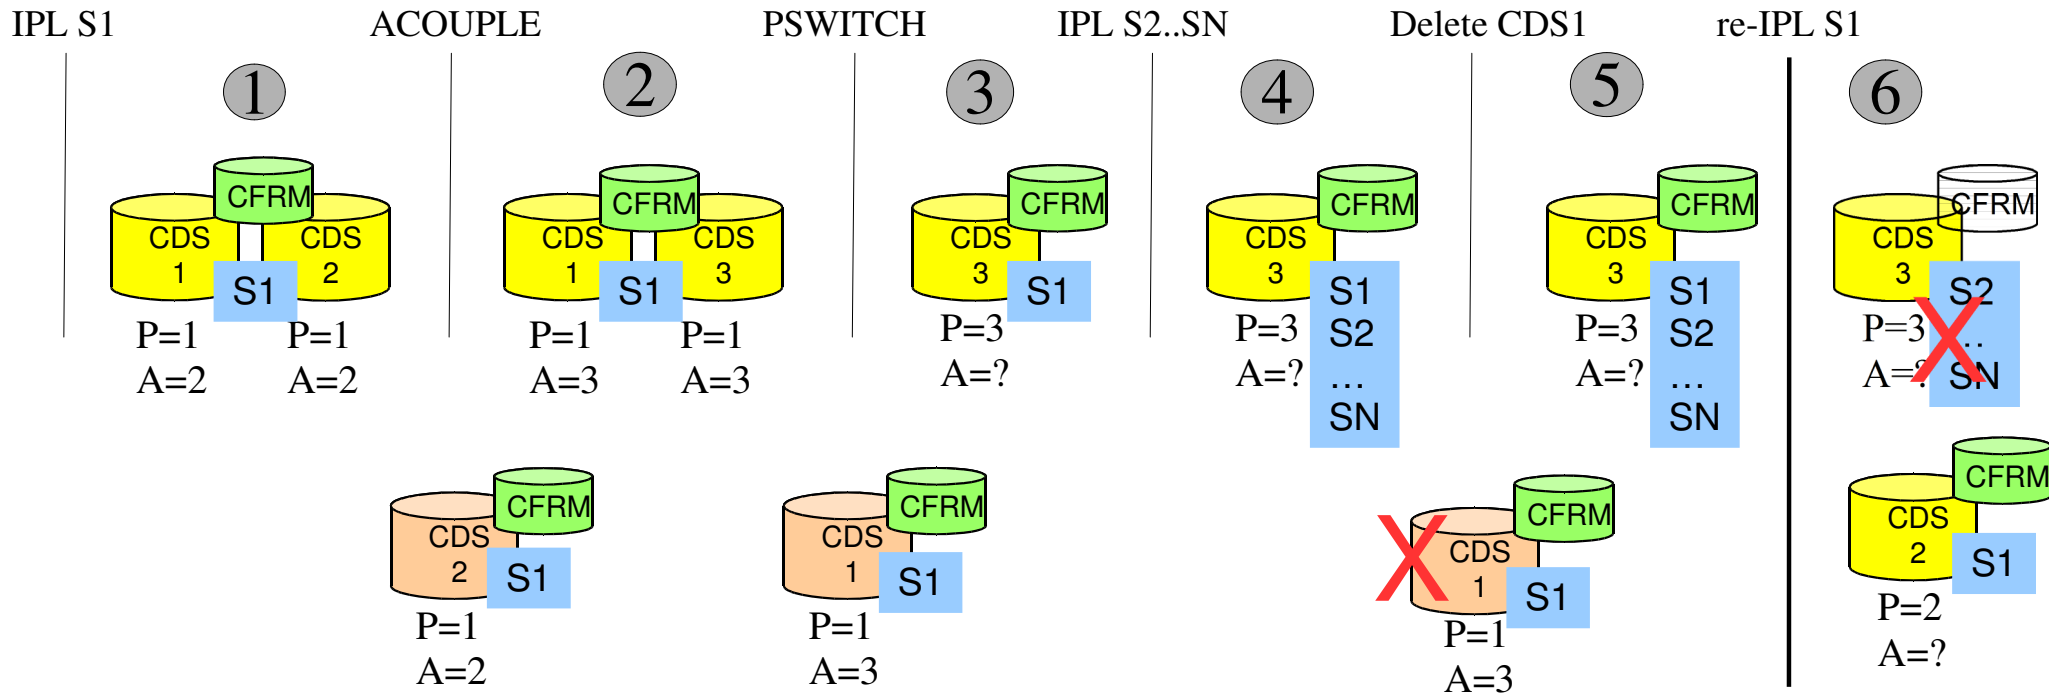 IPL S1
ACOUPLE
PSWITCH
IPL S2..SN
Delete CDS1
re-IPL S1
1
CFRM
CDS
1
CDS
2
S1
P=1
A=2
P=1
A=2
2
CFRM
CDS
1
CDS
3
S1
P=1
A=3
P=1
A=3
CFRM
CDS
2
S1
P=1
A=2
3
CFRM
CDS
3
S1
P=3
A=?
CFRM
CDS
1
S1
P=1
A=3
4
CFRM
CDS
3
S1
S2
...
SN
P=3
A=?
5
CFRM
CDS
3
S1
S2
...
SN
P=3
A=?
CFRM
CDS
1
S1
P=1
A=3
6
CFRM
CDS
3
S2
...
SN
P=3
A=?
CFRM
CDS
2
S1
P=2
A=?